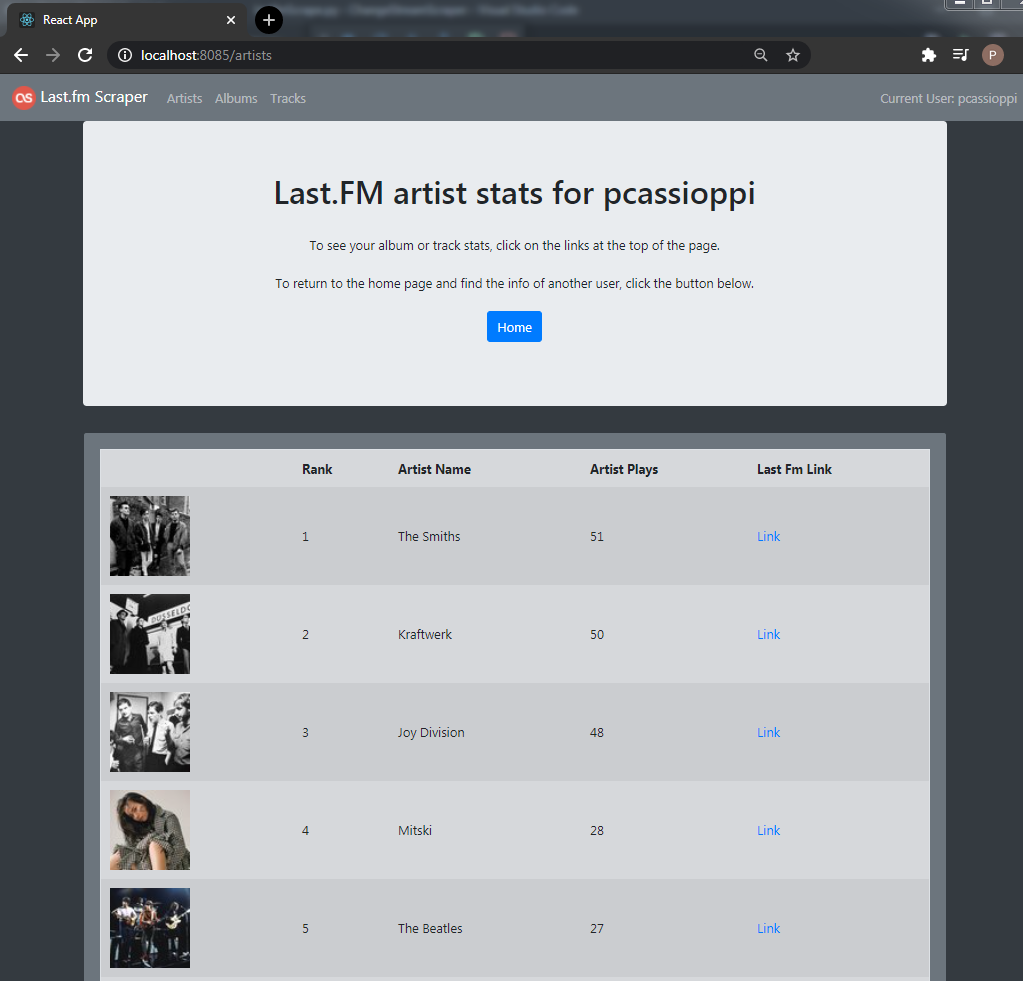 React App
localhost:8085/artists
P
Last.fm Scraper Artists Albums Tracks Current User: pcassioppi
Last.FM artist stats for pcassioppi
To see your album or track stats, click on the links at the top of the page.
To return to the home page and find the info of another user, click the button below.
Home
Rank Artist Name Artist Plays Last Fm Link
1 The Smiths 51 Link
2 Kraftwerk 50 Link
3 Joy Division 48 Link
4 Mitski 28 Link
5 The Beatles 27 Link